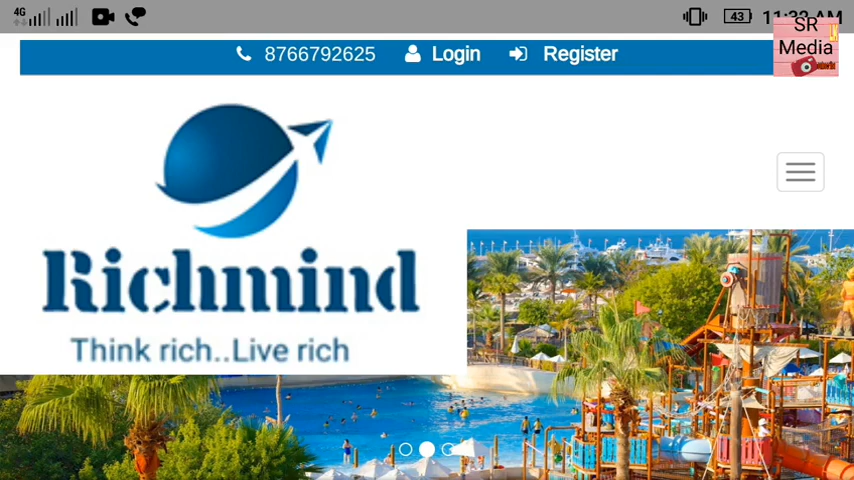 4G 43 11:32 AM
SR
Media
8766792625 Login Register
Richmind
Think rich..Live rich